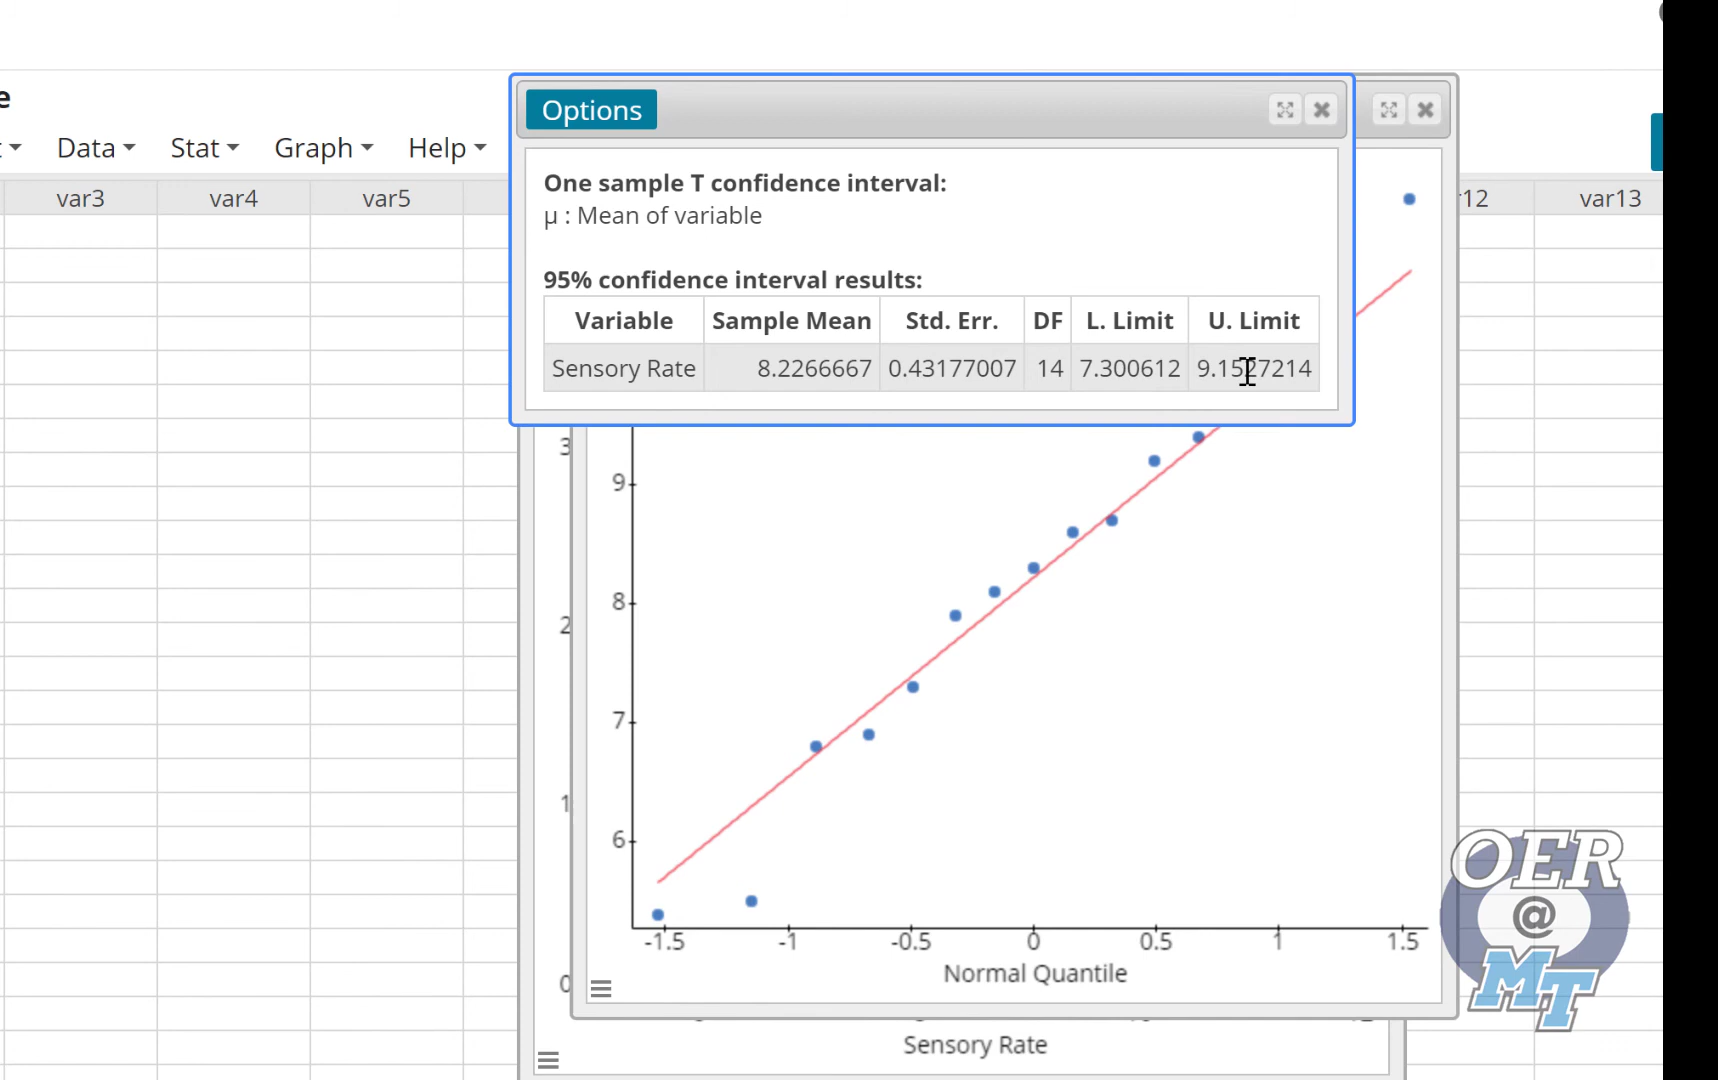 e
Data Stat Graph Help
Options
var3 var4 var5 r12 var13
One sample T confidence interval:
μ : Mean of variable
95% confidence interval results:
Variable Sample Mean Std. Err. DF L. Limit U. Limit
Sensory Rate 8.2266667 0.43177007 14 7.300612 9.1527214
3
2
1
0
9
8
7
6
-1.5 -1 -0.5 0 0.5 1 1.5
Normal Quantile
Sensory Rate
OER
@
MT